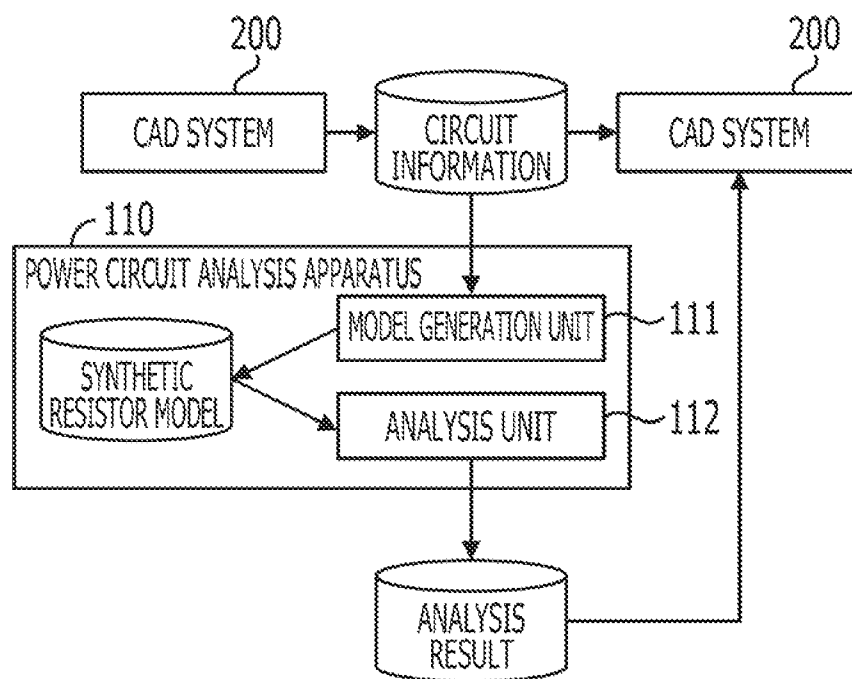 200
200
CAD SYSTEM
CIRCUIT
INFORMATION
CAD SYSTEM
110
POWER CIRCUIT ANALYSIS APPARATUS
MODEL GENERATION UNIT
111
SYNTHETIC
RESISTOR MODEL
ANALYSIS UNIT
112
ANALYSIS
RESULT